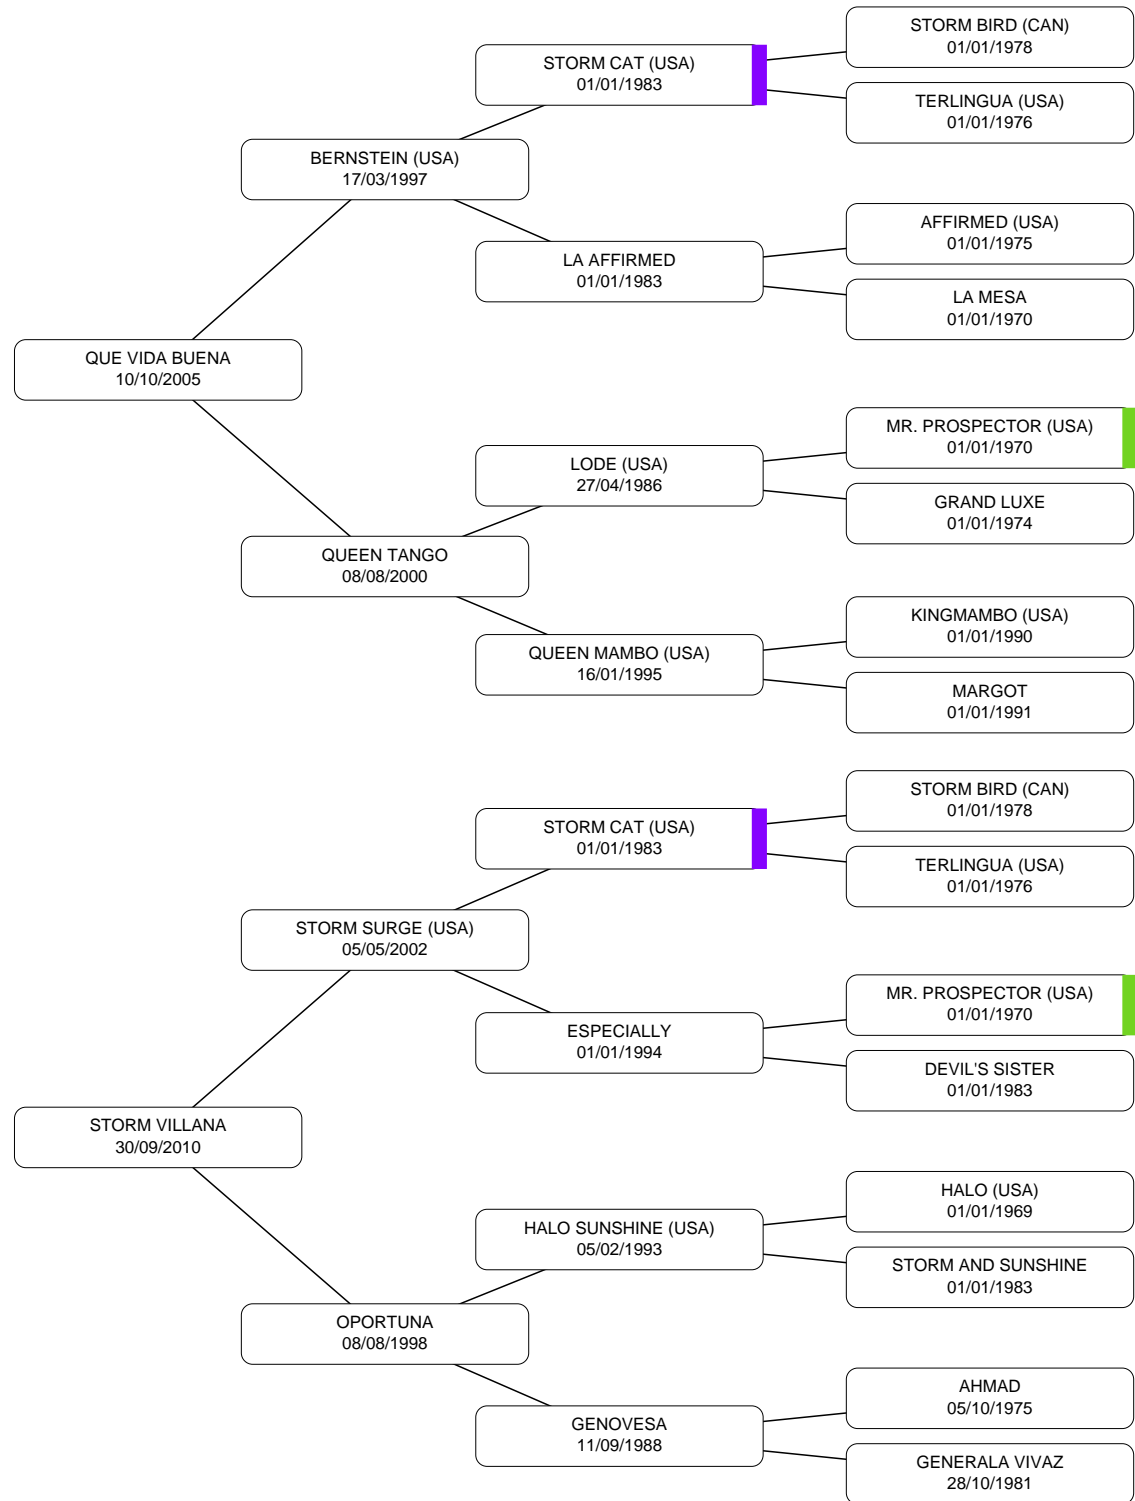 STORM BIRD (CAN)
01/01/1978
STORM CAT (USA)
01/01/1983
TERLINGUA (USA)
01/01/1976
BERNSTEIN (USA)
17/03/1997
AFFIRMED (USA)
01/01/1975
LA AFFIRMED
01/01/1983
LA MESA
01/01/1970
QUE VIDA BUENA
10/10/2005
MR. PROSPECTOR (USA)
01/01/1970
LODE (USA)
27/04/1986
GRAND LUXE
01/01/1974
QUEEN TANGO
08/08/2000
KINGMAMBO (USA)
01/01/1990
QUEEN MAMBO (USA)
16/01/1995
MARGOT
01/01/1991
STORM BIRD (CAN)
01/01/1978
STORM CAT (USA)
01/01/1983
TERLINGUA (USA)
01/01/1976
STORM SURGE (USA)
05/05/2002
MR. PROSPECTOR (USA)
01/01/1970
ESPECIALLY
01/01/1994
DEVIL'S SISTER
01/01/1983
STORM VILLANA
30/09/2010
HALO (USA)
01/01/1969
HALO SUNSHINE (USA)
05/02/1993
STORM AND SUNSHINE
01/01/1983
OPORTUNA
08/08/1998
AHMAD
05/10/1975
GENOVESA
11/09/1988
GENERALA VIVAZ
28/10/1981